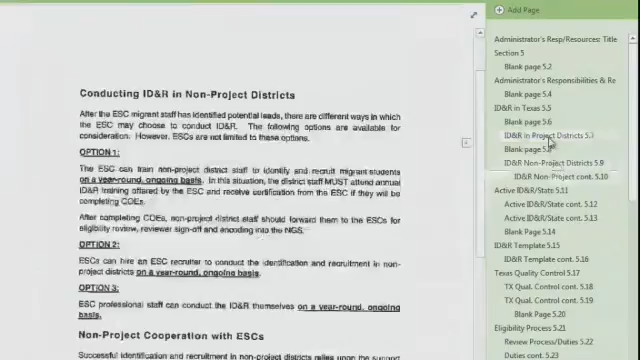 Conducting ID&R in Non-Project Districts
After the ESC migrant staff has identified potential leads, there are different ways in which
the ESC may choose to conduct ID&R. The following options are available for
consideration. However, ESCs are not limited to these options.
OPTION 1:
The ESC can train non-project district staff to identify and recruit migrant students
on a year-round, ongoing basis. In this situation, the district staff MUST attend annual
ID&R training offered by the ESC and receive certification from the ESC if they will be
completing COEs.
After completing COEs, non-project district staff should forward them to the ESCs for
eligibility review, reviewer sign-off and encoding into the NGS.
OPTION 2:
ESCs can hire an ESC recruiter to conduct the identification and recruitment in non-
project districts on a year-round, ongoing basis.
OPTION 3:
ESC professional staff can conduct the ID&R themselves on a year-round, ongoing
basis.
Non-Project Cooperation with ESCs
Successful identification and recruitment in non-project districts relies upon the support
Add Page
Administrator's Resp/Resources: Title
Section 5
Blank page 5.2
Administrator's Responsibilities & Re
Blank page 5.4
ID&R in Texas 5.5
Blank page 5.6
ID&R in Project Districts 5.7
Blank page
ID&R Non-Project Districts 5.9
ID&R Non-Project cont. 5.10
Active ID&R/State 5.11
Active ID&R/State cont. 5.12
Active ID&R/State cont. 5.13
Blank Page 5.14
ID&R Template 5.15
ID&R Template cont. 5.16
Texas Quality Control 5.17
TX Qual. Control cont. 5.18
TX Qual. Control cont. 5.19
Blank Page 5.20
Eligibility Process 5.21
Review Process/Duties 5.22
Duties cont. 5.23